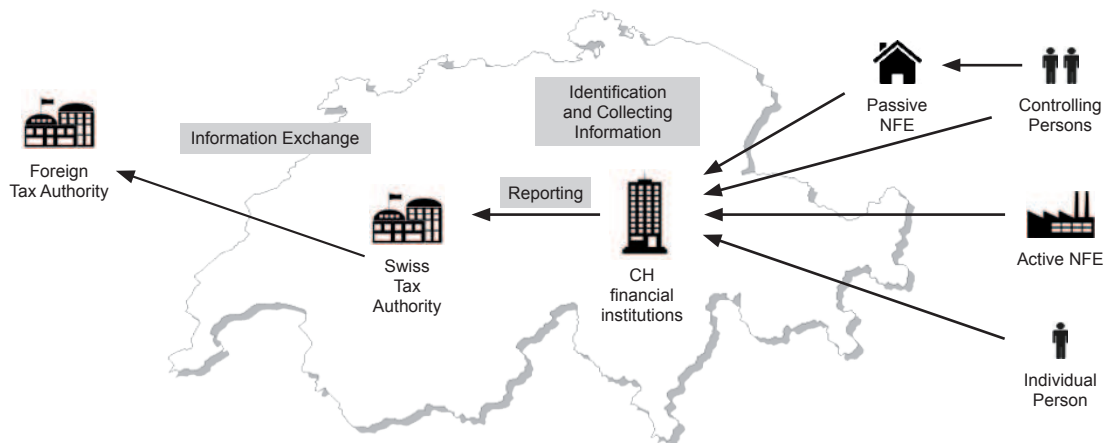 Identification
and Collecting
Information
Passive
NFE
Controlling
Persons
Information Exchange
Foreign
Tax Authority
Reporting
Swiss
Tax
Authority
CH
financial
institutions
Active NFE
Individual
Person